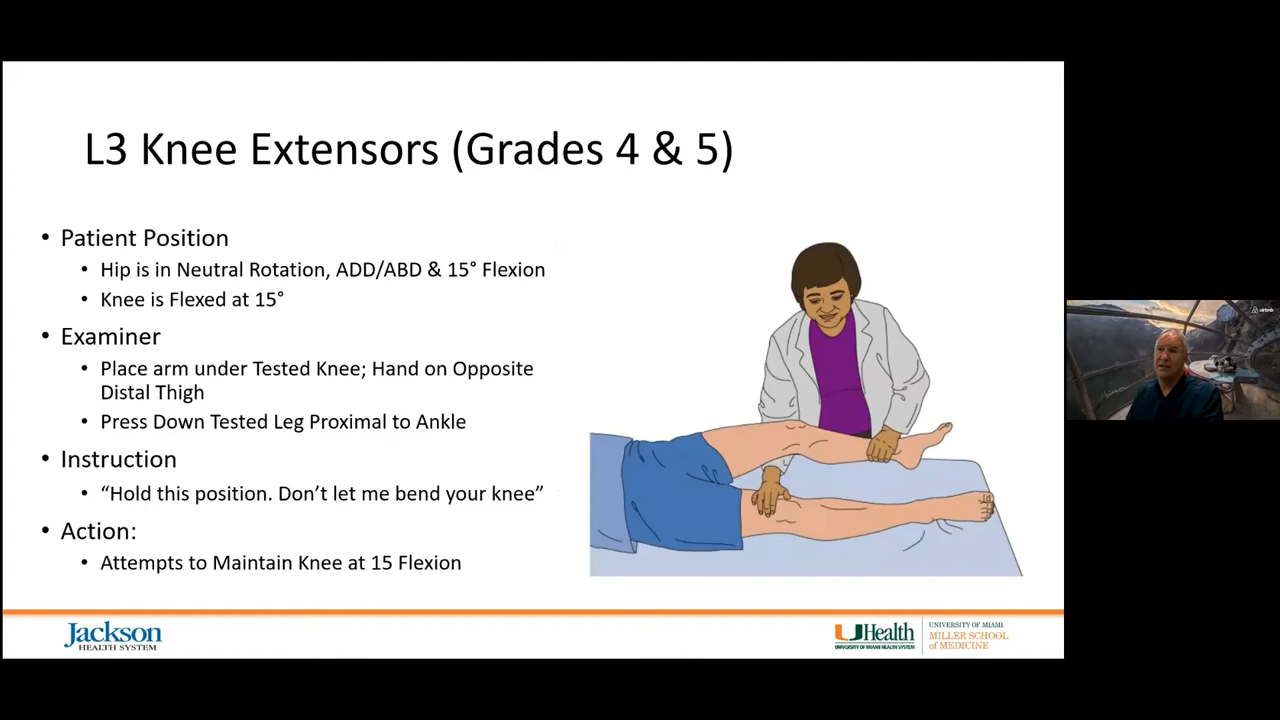 L3 Knee Extensors (Grades 4 & 5)
• Patient Position
• Hip is in Neutral Rotation, ADD/ABD & 15° Flexion
• Knee is Flexed at 15°
• Examiner
• Place arm under Tested Knee; Hand on Opposite
Distal Thigh
• Press Down Tested Leg Proximal to Ankle
• Instruction
• “Hold this position. Don’t let me bend your knee”
• Action:
• Attempts to Maintain Knee at 15 Flexion
airbnb
Jackson
HEALTH SYSTEM
UHealth
UNIVERSITY OF MIAMI HEALTH SYSTEM
UNIVERSITY OF MIAMI
MILLER SCHOOL
of MEDICINE